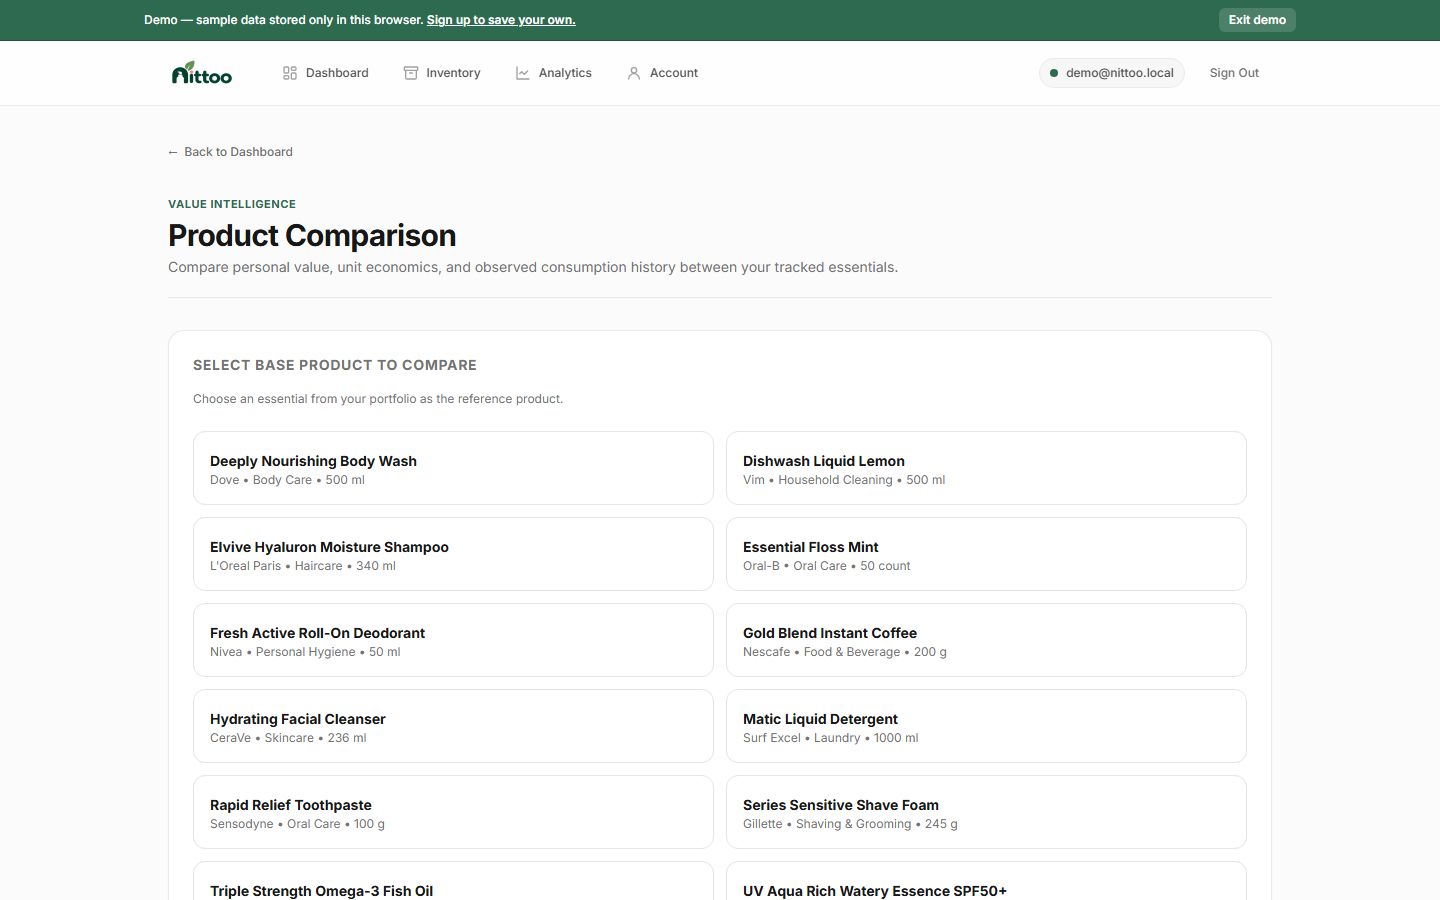 Demo — sample data stored only in this browser. Sign up to save your own.
Exit demo
Nittoo
Dashboard
Inventory
Analytics
Account
demo@nittoo.local
Sign Out
← Back to Dashboard
VALUE INTELLIGENCE
Product Comparison
Compare personal value, unit economics, and observed consumption history between your tracked essentials.
SELECT BASE PRODUCT TO COMPARE
Choose an essential from your portfolio as the reference product.
Deeply Nourishing Body Wash
Dove • Body Care • 500 ml
Dishwash Liquid Lemon
Vim • Household Cleaning • 500 ml
Elvive Hyaluron Moisture Shampoo
L'Oreal Paris • Haircare • 340 ml
Essential Floss Mint
Oral-B • Oral Care • 50 count
Fresh Active Roll-On Deodorant
Nivea • Personal Hygiene • 50 ml
Gold Blend Instant Coffee
Nescafe • Food & Beverage • 200 g
Hydrating Facial Cleanser
CeraVe • Skincare • 236 ml
Matic Liquid Detergent
Surf Excel • Laundry • 1000 ml
Rapid Relief Toothpaste
Sensodyne • Oral Care • 100 g
Series Sensitive Shave Foam
Gillette • Shaving & Grooming • 245 g
Triple Strength Omega-3 Fish Oil
UV Aqua Rich Watery Essence SPF50+